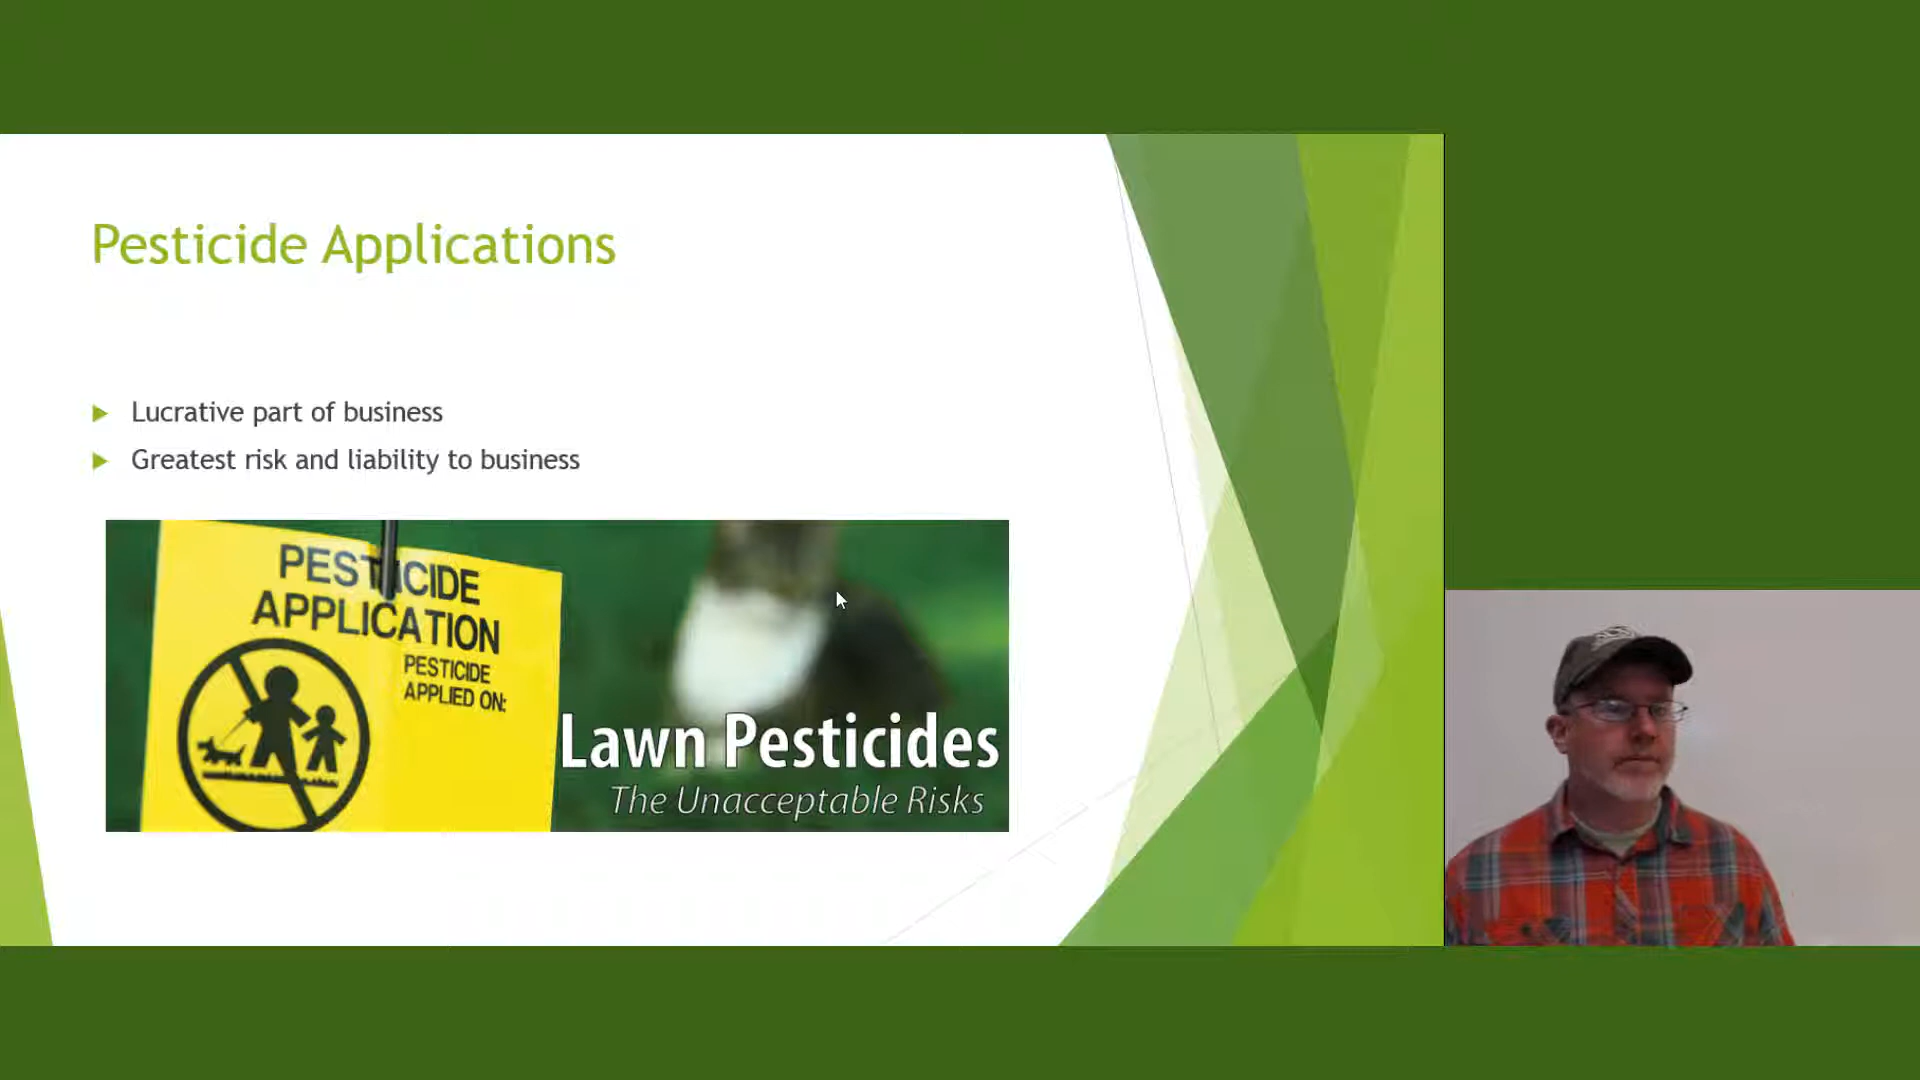 Pesticide Applications
Lucrative part of business
Greatest risk and liability to business
PESTICIDE
APPLICATION
PESTICIDE
APPLIED ON:
Lawn Pesticides
The Unacceptable Risks